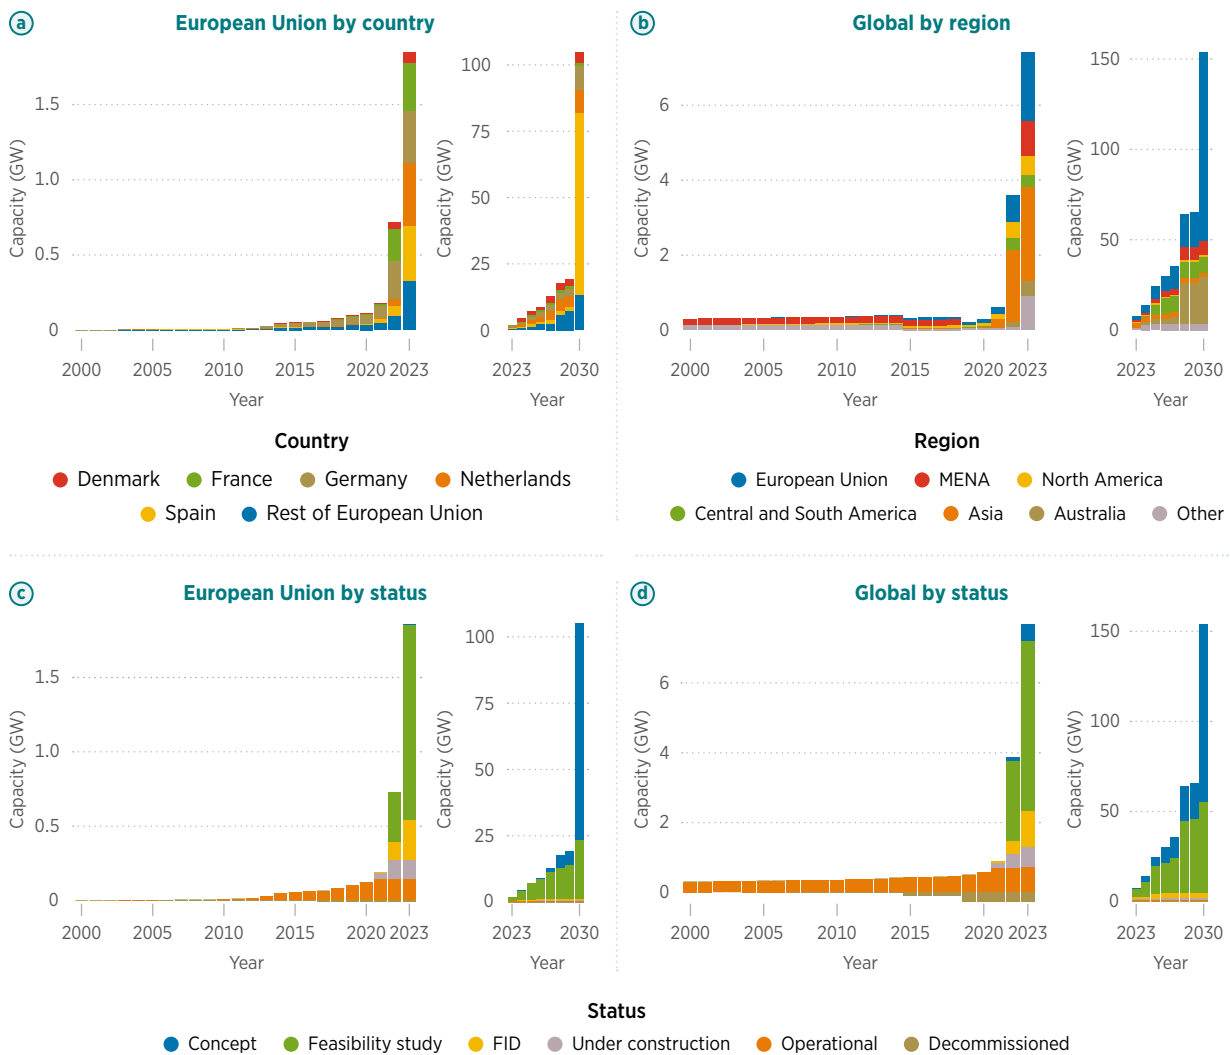 a European Union by country
Capacity (GW)
1.5
1.0
0.5
0
2000 2005 2010 2015 2020 2023
Year
Capacity (GW)
100
75
50
25
0
2023 2030
Year
Country
Denmark France Germany Netherlands
Spain Rest of European Union
b Global by region
Capacity (GW)
6
4
2
0
2000 2005 2010 2015 2020 2023
Year
Capacity (GW)
150
100
50
0
2023 2030
Year
Region
European Union MENA North America
Central and South America Asia Australia Other
c European Union by status
Capacity (GW)
1.5
1.0
0.5
0
2000 2005 2010 2015 2020 2023
Year
Capacity (GW)
100
75
50
25
0
2023 2030
Year
d Global by status
Capacity (GW)
6
4
2
0
2000 2005 2010 2015 2020 2023
Year
Capacity (GW)
150
100
50
0
2023 2030
Year
Status
Concept Feasibility study FID Under construction Operational Decommissioned